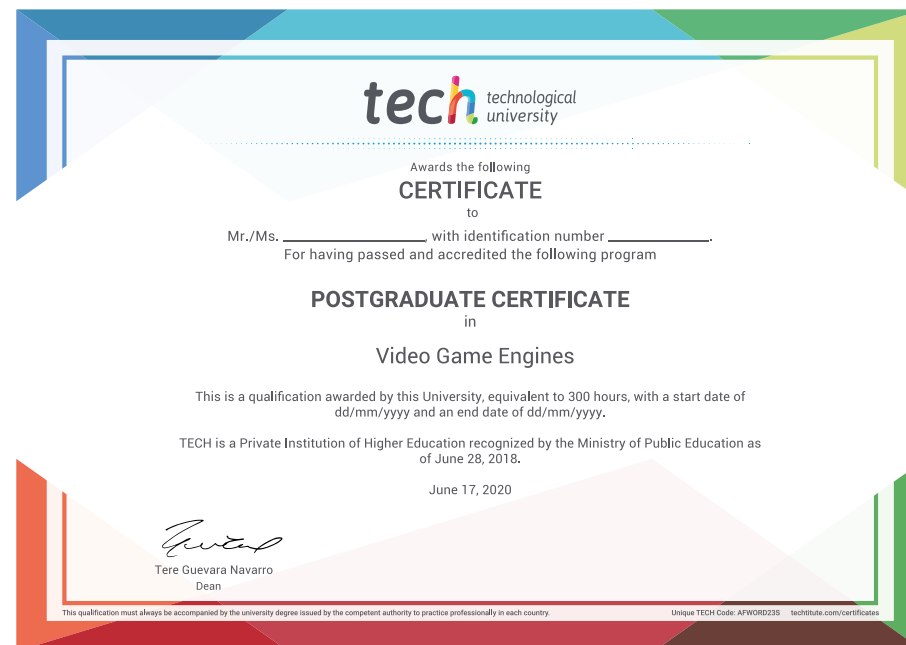 tech technological
university
Awards the following
CERTIFICATE
to
Mr./Ms. ____________________, with identification number ______________.
For having passed and accredited the following program
POSTGRADUATE CERTIFICATE
in
Video Game Engines
This is a qualification awarded by this University, equivalent to 300 hours, with a start date of
dd/mm/yyyy and an end date of dd/mm/yyyy.
TECH is a Private Institution of Higher Education recognized by the Ministry of Public Education as
of June 28, 2018.
June 17, 2020
Tere Guevara Navarro
Dean
This qualification must always be accompanied by the university degree issued by the competent authority to practice professionally in each country. Unique TECH Code: AFWORD23S techtitute.com/certificates